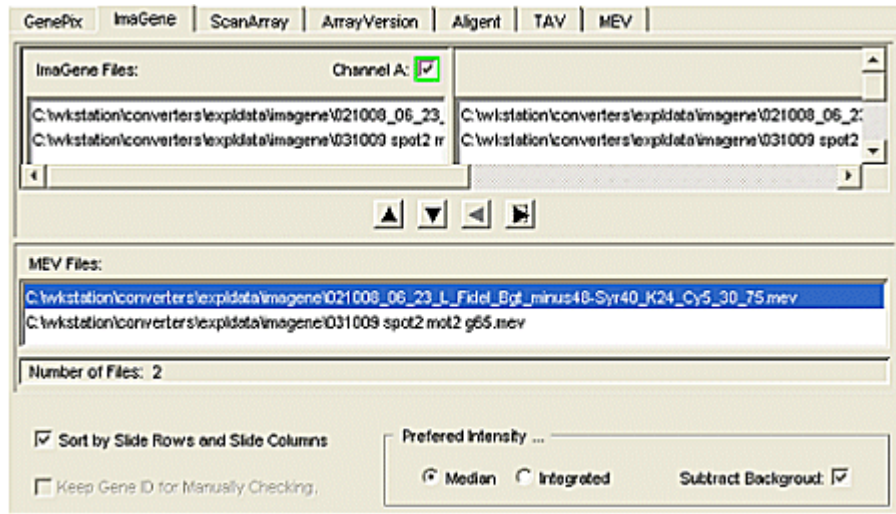 GenePix ImaGene ScanArray ArrayVersion Aligent TAV MEV
ImaGene Files: Channel A:
C:\wkstation\converters\expldata\imagene\021008_06_23_ C:\wkstation\converters\expldata\imagene\021008_06_2:
C:\wkstation\converters\expldata\imagene\031009 spot2 m C:\wkstation\converters\expldata\imagene\031009 spot2
MEV Files:
C:\wkstation\converters\expldata\imagene\021008_06_23_L_Fidel_Bgt_minus48-Syr40_K24_Cy5_30_75.mev
C:\wkstation\converters\expldata\imagene\031009 spot2 mot2 g65.mev
Number of Files: 2
Sort by Slide Rows and Slide Columns
Keep Gene ID for Manually Checking.
Prefered Intensity ...
Median Integrated Subtract Backgroud: